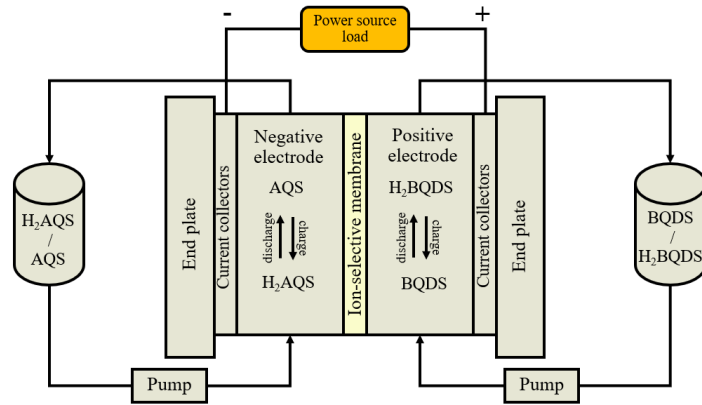 - +
Power source
load
End plate
Current collectors
Negative
electrode
AQS
discharge
charge
H₂AQS
Ion-selective membrane
Positive
electrode
H₂BQDS
discharge
charge
BQDS
Current collectors
End plate
H₂AQS
/
AQS
BQDS
/
H₂BQDS
Pump
Pump